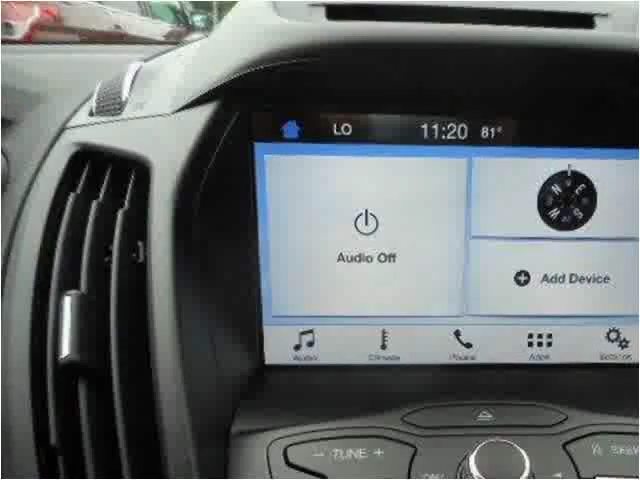 LO 11:20 81°
N E S W
Audio Off
Add Device
Audio Climate Phone Apps Settings
− TUNE +